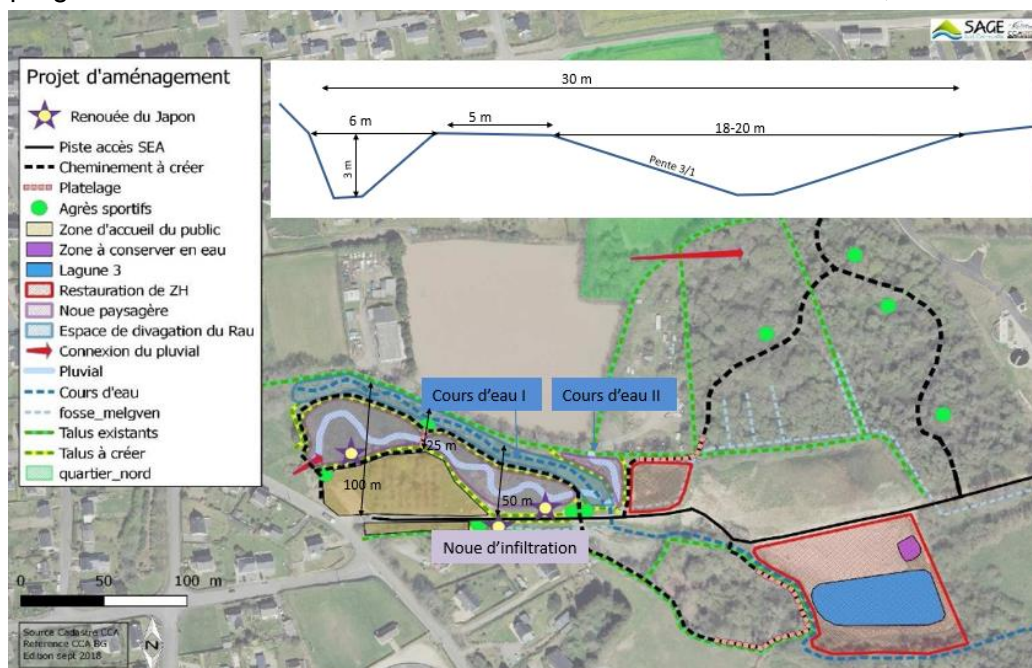 SAGE
Projet d'aménagement
Renouée du Japon
Piste accès SEA
Cheminement à créer
Platelage
Agrès sportifs
Zone d'accueil du public
Zone à conserver en eau
Lagune 3
Restauration de ZH
Noue paysagère
Espace de divagation du Rau
Connexion du pluvial
Pluvial
Cours d'eau
fosse_melgven
Talus existants
Talus à créer
quartier_nord
30 m
6 m
5 m
18-20 m
3 m
Pente 3/1
Cours d'eau I
Cours d'eau II
25 m
100 m
50 m
Noue d'infiltration
0 50 100 m
Source Cadastre CCA
Reference CCA BG
Edition sept 2018
N